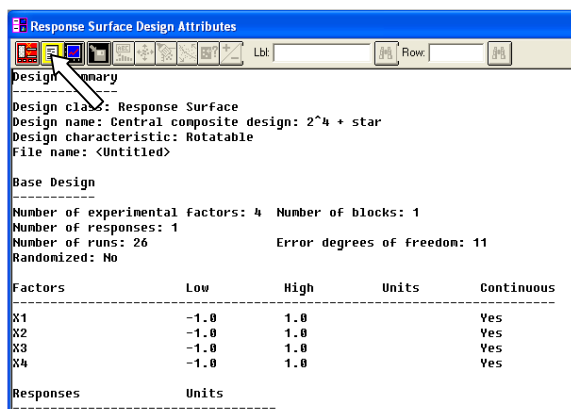 Response Surface Design Attributes
Lbl: Row:
Design Summary
Design class: Response Surface
Design name: Central composite design: 2^4 + star
Design characteristic: Rotatable
File name: <Untitled>
Base Design
Number of experimental factors: 4 Number of blocks: 1
Number of responses: 1
Number of runs: 26 Error degrees of freedom: 11
Randomized: No
Factors Low High Units Continuous
X1 -1.0 1.0 Yes
X2 -1.0 1.0 Yes
X3 -1.0 1.0 Yes
X4 -1.0 1.0 Yes
Responses Units